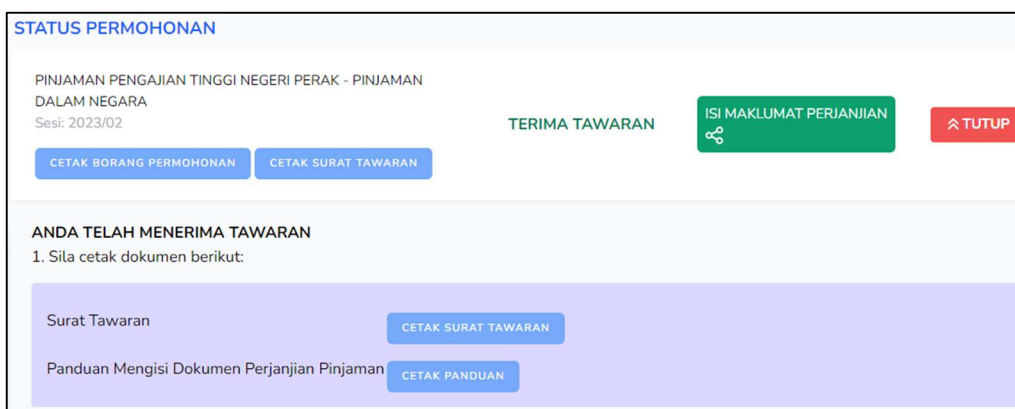 STATUS PERMOHONAN
PINJAMAN PENGAJIAN TINGGI NEGERI PERAK - PINJAMAN
DALAM NEGARA
Sesi: 2023/02
CETAK BORANG PERMOHONAN
CETAK SURAT TAWARAN
TERIMA TAWARAN
ISI MAKLUMAT PERJANJIAN
TUTUP
ANDA TELAH MENERIMA TAWARAN
1. Sila cetak dokumen berikut:
Surat Tawaran
CETAK SURAT TAWARAN
Panduan Mengisi Dokumen Perjanjian Pinjaman
CETAK PANDUAN